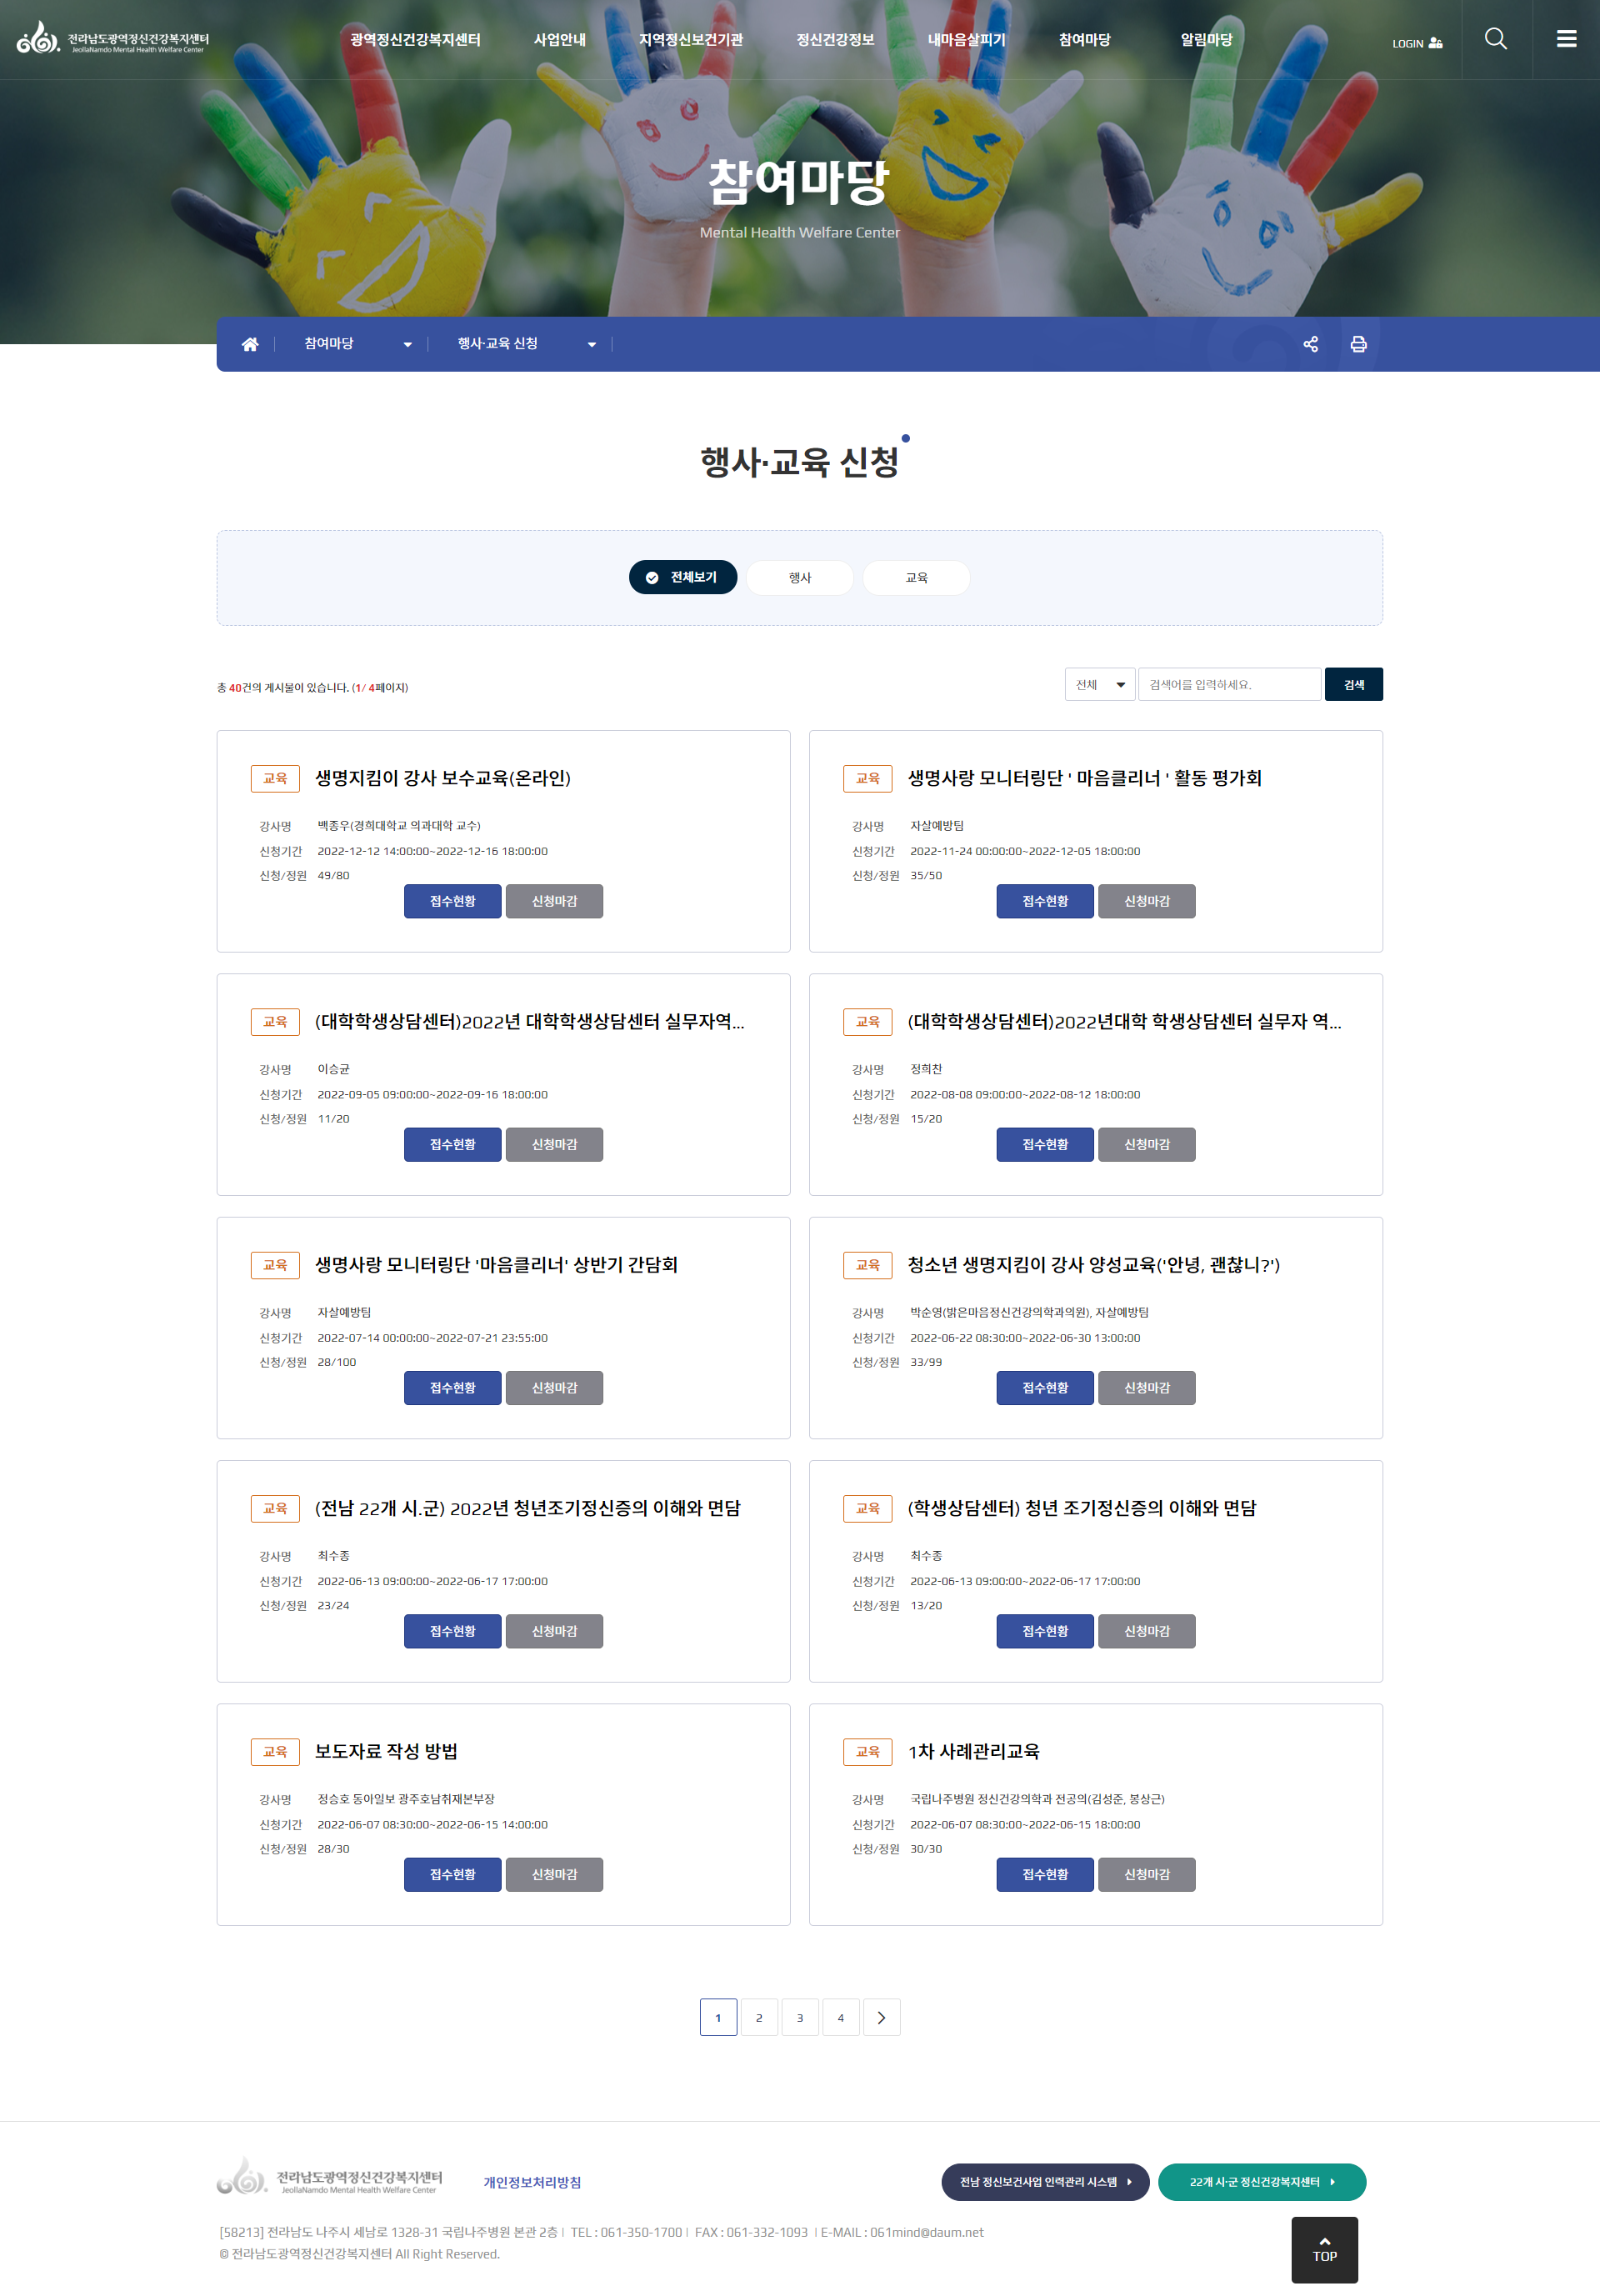 전라남도광역정신건강복지센터
JeollaNamdo Mental Health Welfare Center
광역정신건강복지센터 사업안내 지역정신보건기관 정신건강정보 내마음살피기 참여마당 알림마당
LOGIN
참여마당
Mental Health Welfare Center
참여마당 행사·교육 신청
행사·교육 신청
전체보기 행사 교육
총 40건의 게시물이 있습니다. (1/ 4페이지)
전체 검색어를 입력하세요. 검색
교육 생명지킴이 강사 보수교육(온라인)
강사명 백종우(경희대학교 의과대학 교수)
신청기간 2022-12-12 14:00:00~2022-12-16 18:00:00
신청/정원 49/80
접수현황 신청마감
교육 생명사랑 모니터링단 ' 마음클리너 ' 활동 평가회
강사명 자살예방팀
신청기간 2022-11-24 00:00:00~2022-12-05 18:00:00
신청/정원 35/50
접수현황 신청마감
교육 (대학학생상담센터)2022년 대학학생상담센터 실무자역...
강사명 이승균
신청기간 2022-09-05 09:00:00~2022-09-16 18:00:00
신청/정원 11/20
접수현황 신청마감
교육 (대학학생상담센터)2022년대학 학생상담센터 실무자 역...
강사명 정희찬
신청기간 2022-08-08 09:00:00~2022-08-12 18:00:00
신청/정원 15/20
접수현황 신청마감
교육 생명사랑 모니터링단 '마음클리너' 상반기 간담회
강사명 자살예방팀
신청기간 2022-07-14 00:00:00~2022-07-21 23:55:00
신청/정원 28/100
접수현황 신청마감
교육 청소년 생명지킴이 강사 양성교육('안녕, 괜찮니?')
강사명 박순영(밝은마음정신건강의학과의원), 자살예방팀
신청기간 2022-06-22 08:30:00~2022-06-30 13:00:00
신청/정원 33/99
접수현황 신청마감
교육 (전남 22개 시.군) 2022년 청년조기정신증의 이해와 면담
강사명 최수종
신청기간 2022-06-13 09:00:00~2022-06-17 17:00:00
신청/정원 23/24
접수현황 신청마감
교육 (학생상담센터) 청년 조기정신증의 이해와 면담
강사명 최수종
신청기간 2022-06-13 09:00:00~2022-06-17 17:00:00
신청/정원 13/20
접수현황 신청마감
교육 보도자료 작성 방법
강사명 정승호 동아일보 광주호남취재본부장
신청기간 2022-06-07 08:30:00~2022-06-15 14:00:00
신청/정원 28/30
접수현황 신청마감
교육 1차 사례관리교육
강사명 국립나주병원 정신건강의학과 전공의(김성준, 봉상근)
신청기간 2022-06-07 08:30:00~2022-06-15 18:00:00
신청/정원 30/30
접수현황 신청마감
1 2 3 4
전라남도광역정신건강복지센터
JeollaNamdo Mental Health Welfare Center
개인정보처리방침
전남 정신보건사업 인력관리 시스템
22개 시·군 정신건강복지센터
[58213] 전라남도 나주시 세남로 1328-31 국립나주병원 본관 2층 | TEL : 061-350-1700 | FAX : 061-332-1093 | E-MAIL : 061mind@daum.net
© 전라남도광역정신건강복지센터 All Right Reserved.
TOP